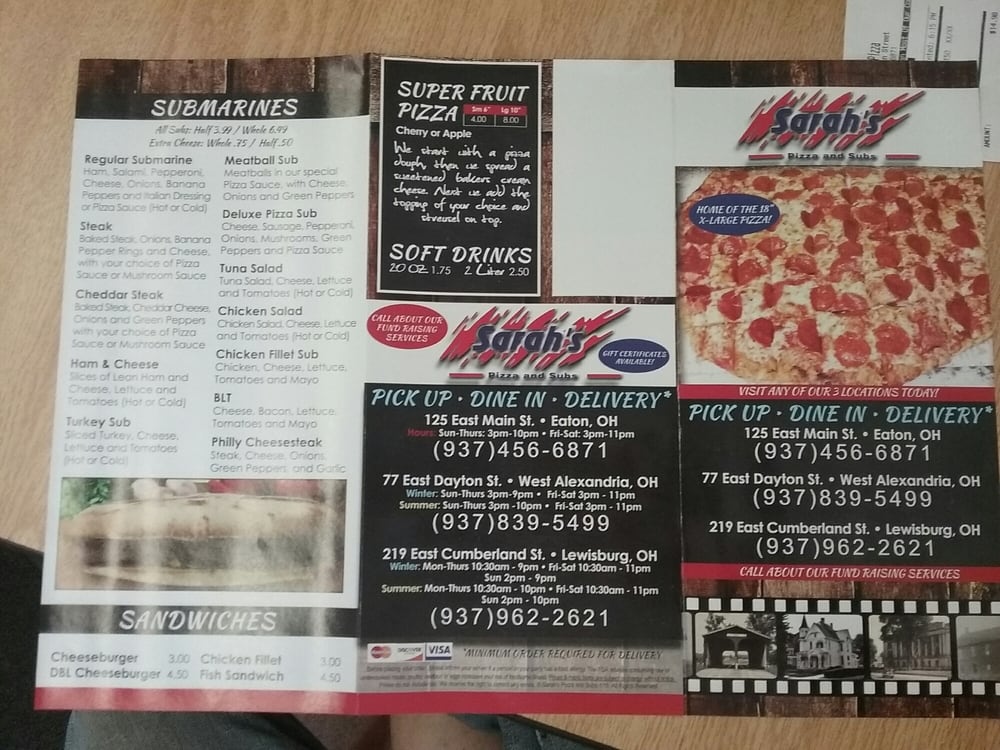 SUBMARINES
All Subs: Half 3.99 / Whole 6.99
Extra Cheese: Whole .75 / Half .50
Regular Submarine
Ham, Salami, Pepperoni,
Cheese, Onions, Banana
Peppers and Italian Dressing
or Pizza Sauce (Hot or Cold)
Steak
Baked Steak, Onions, Banana
Pepper Rings and Cheese,
with your choice of Pizza
Sauce or Mushroom Sauce
Cheddar Steak
Baked Steak, Cheddar Cheese,
Onions and Green Peppers
with your choice of Pizza
Sauce or Mushroom Sauce
Ham & Cheese
Slices of Lean Ham and
Cheese, Lettuce and
Tomatoes (Hot or Cold)
Turkey Sub
Sliced Turkey, Cheese,
Lettuce and Tomatoes
(Hot or Cold)
Meatball Sub
Meatballs in our special
Pizza Sauce, with Cheese,
Onions and Green Peppers
Deluxe Pizza Sub
Cheese, Sausage, Pepperoni,
Onions, Mushrooms, Green
Peppers and Pizza Sauce
Tuna Salad
Tuna Salad, Cheese, Lettuce
and Tomatoes (Hot or Cold)
Chicken Salad
Chicken Salad, Cheese, Lettuce
and Tomatoes (Hot or Cold)
Chicken Fillet Sub
Chicken, Cheese, Lettuce,
Tomatoes and Mayo
BLT
Cheese, Bacon, Lettuce,
Tomatoes and Mayo
Philly Cheesesteak
Steak, Cheese, Onions,
Green Peppers, and Garlic
SANDWICHES
Cheeseburger 3.00 Chicken Fillet 3.00
DBL Cheeseburger 4.50 Fish Sandwich 4.50
SUPER FRUIT
PIZZA
Sm 6" Lg 10"
4.00 8.00
Cherry or Apple
We start with a pizza
dough, then we spread a
sweetened bakers cream
cheese. Next we add the
topping of your choice and
streusel on top.
SOFT DRINKS
20 OZ 1.75 2 Liter 2.50
CALL ABOUT OUR
FUND RAISING
SERVICES
Sarah's
Pizza and Subs
GIFT CERTIFICATES
AVAILABLE!
PICK UP • DINE IN • DELIVERY*
125 East Main St. • Eaton, OH
Hours: Sun-Thurs: 3pm-10pm • Fri-Sat: 3pm-11pm
(937)456-6871
77 East Dayton St. • West Alexandria, OH
Winter: Sun-Thurs 3pm-9pm • Fri-Sat 3pm - 11pm
Summer: Sun-Thurs 3pm -10pm • Fri-Sat 3pm - 11pm
(937)839-5499
219 East Cumberland St. • Lewisburg, OH
Winter: Mon-Thurs 10:30am - 9pm • Fri-Sat 10:30am - 11pm
Sun 2pm - 9pm
Summer: Mon-Thurs 10:30am - 10pm • Fri-Sat 10:30am - 11pm
Sun 2pm - 10pm
(937)962-2621
DISCOVER VISA *MINIMUM ORDER REQUIRED FOR DELIVERY
Sarah's
Pizza and Subs
HOME OF THE 18"
X-LARGE PIZZA!
VISIT ANY OF OUR 3 LOCATIONS TODAY!
PICK UP • DINE IN • DELIVERY*
125 East Main St. • Eaton, OH
(937)456-6871
77 East Dayton St. • West Alexandria, OH
(937)839-5499
219 East Cumberland St. • Lewisburg, OH
(937)962-2621
CALL ABOUT OUR FUND RAISING SERVICES
Pizza
Street
6:15 PM
AMOUNT: